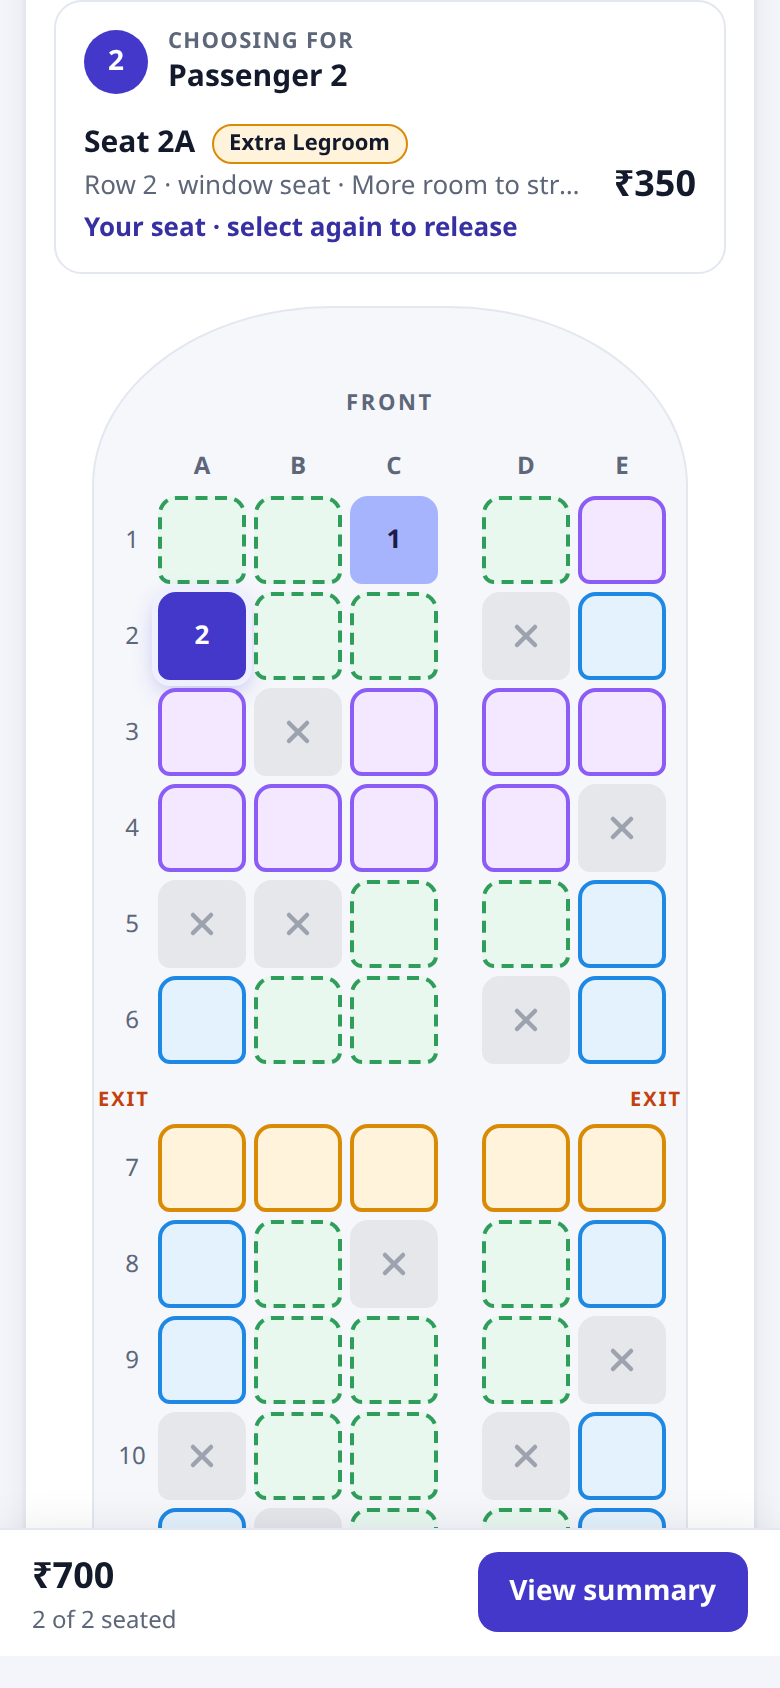 2
CHOOSING FOR
Passenger 2
Seat 2A Extra Legroom
Row 2 · window seat · More room to str...
₹350
Your seat · select again to release
FRONT
A B C D E
1 1
2 2
3
4
5
6
EXIT EXIT
7
8
9
10
₹700
2 of 2 seated
View summary